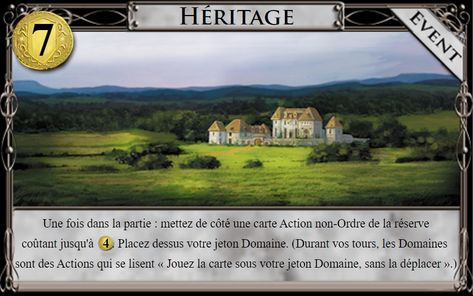 HÉRITAGE
7
EVENT
Une fois dans la partie : mettez de côté une carte Action non-Ordre de la réserve
coûtant jusqu'à 4. Placez dessus votre jeton Domaine. (Durant vos tours, les Domaines
sont des Actions qui se lisent « Jouez la carte sous votre jeton Domaine, sans la déplacer ».)